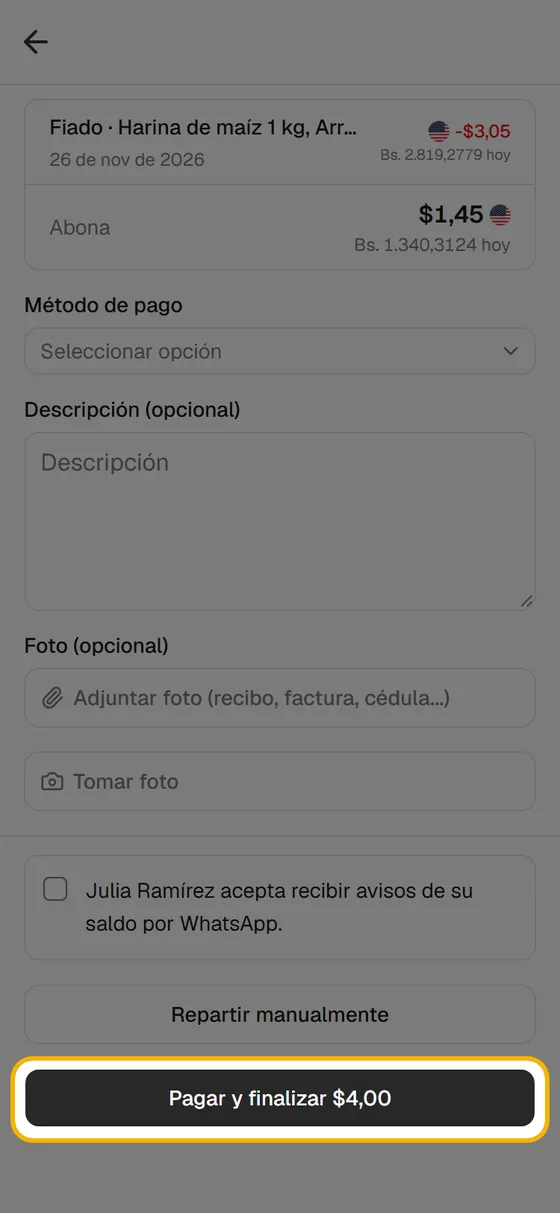 Fiado · Harina de maíz 1 kg, Arr...
-$3,05
26 de nov de 2026
Bs. 2.819,2779 hoy
Abona
$1,45
Bs. 1.340,3124 hoy
Método de pago
Seleccionar opción
Descripción (opcional)
Descripción
Foto (opcional)
Adjuntar foto (recibo, factura, cédula...)
Tomar foto
Julia Ramírez acepta recibir avisos de su
saldo por WhatsApp.
Repartir manualmente
Pagar y finalizar $4,00